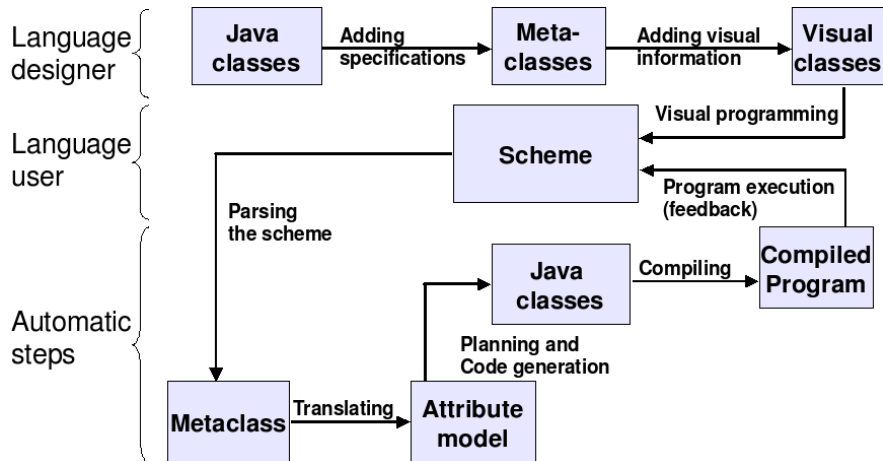 Language
designer
Java
classes
Adding
specifications
Meta-
classes
Adding visual
information
Visual
classes
Visual programming
Language
user
Scheme
Program execution
(feedback)
Parsing
the scheme
Automatic
steps
Java
classes
Compiling
Compiled
Program
Planning and
Code generation
Metaclass
Translating
Attribute
model